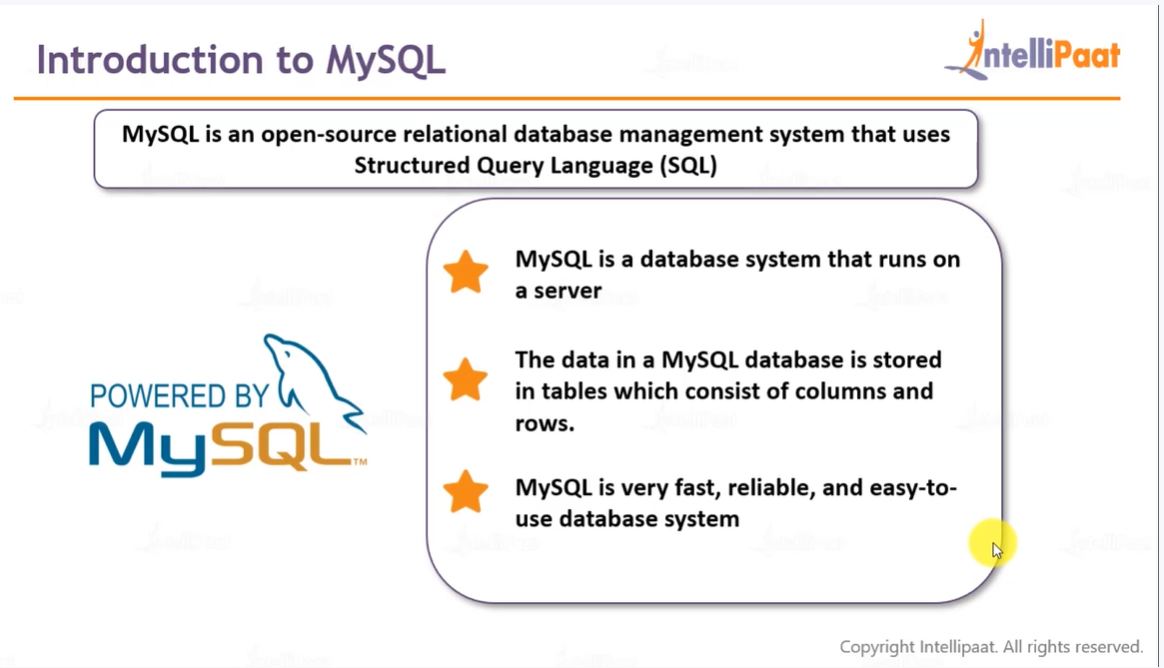 Introduction to MySQL
IntelliPaat
MySQL is an open-source relational database management system that uses
Structured Query Language (SQL)
MySQL is a database system that runs on
a server
The data in a MySQL database is stored
in tables which consist of columns and
rows.
MySQL is very fast, reliable, and easy-to-
use database system
POWERED BY
MySQL™
Copyright Intellipaat. All rights reserved.